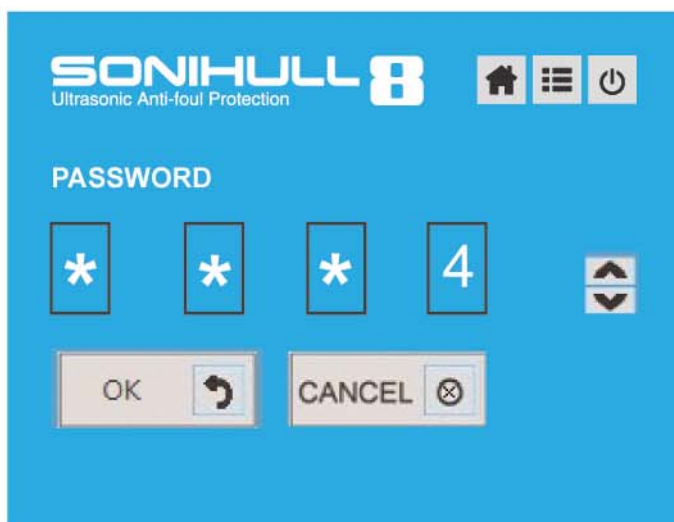 SONIHULL 8
Ultrasonic Anti-foul Protection
PASSWORD
* * * 4
OK
CANCEL